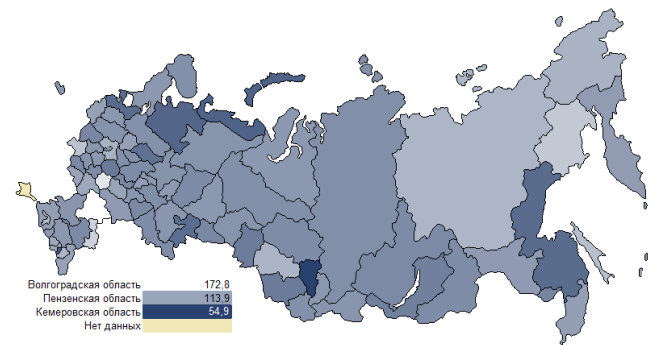 Волгоградская область 172,8
Пензенская область 113,9
Кемеровская область 54,9
Нет данных